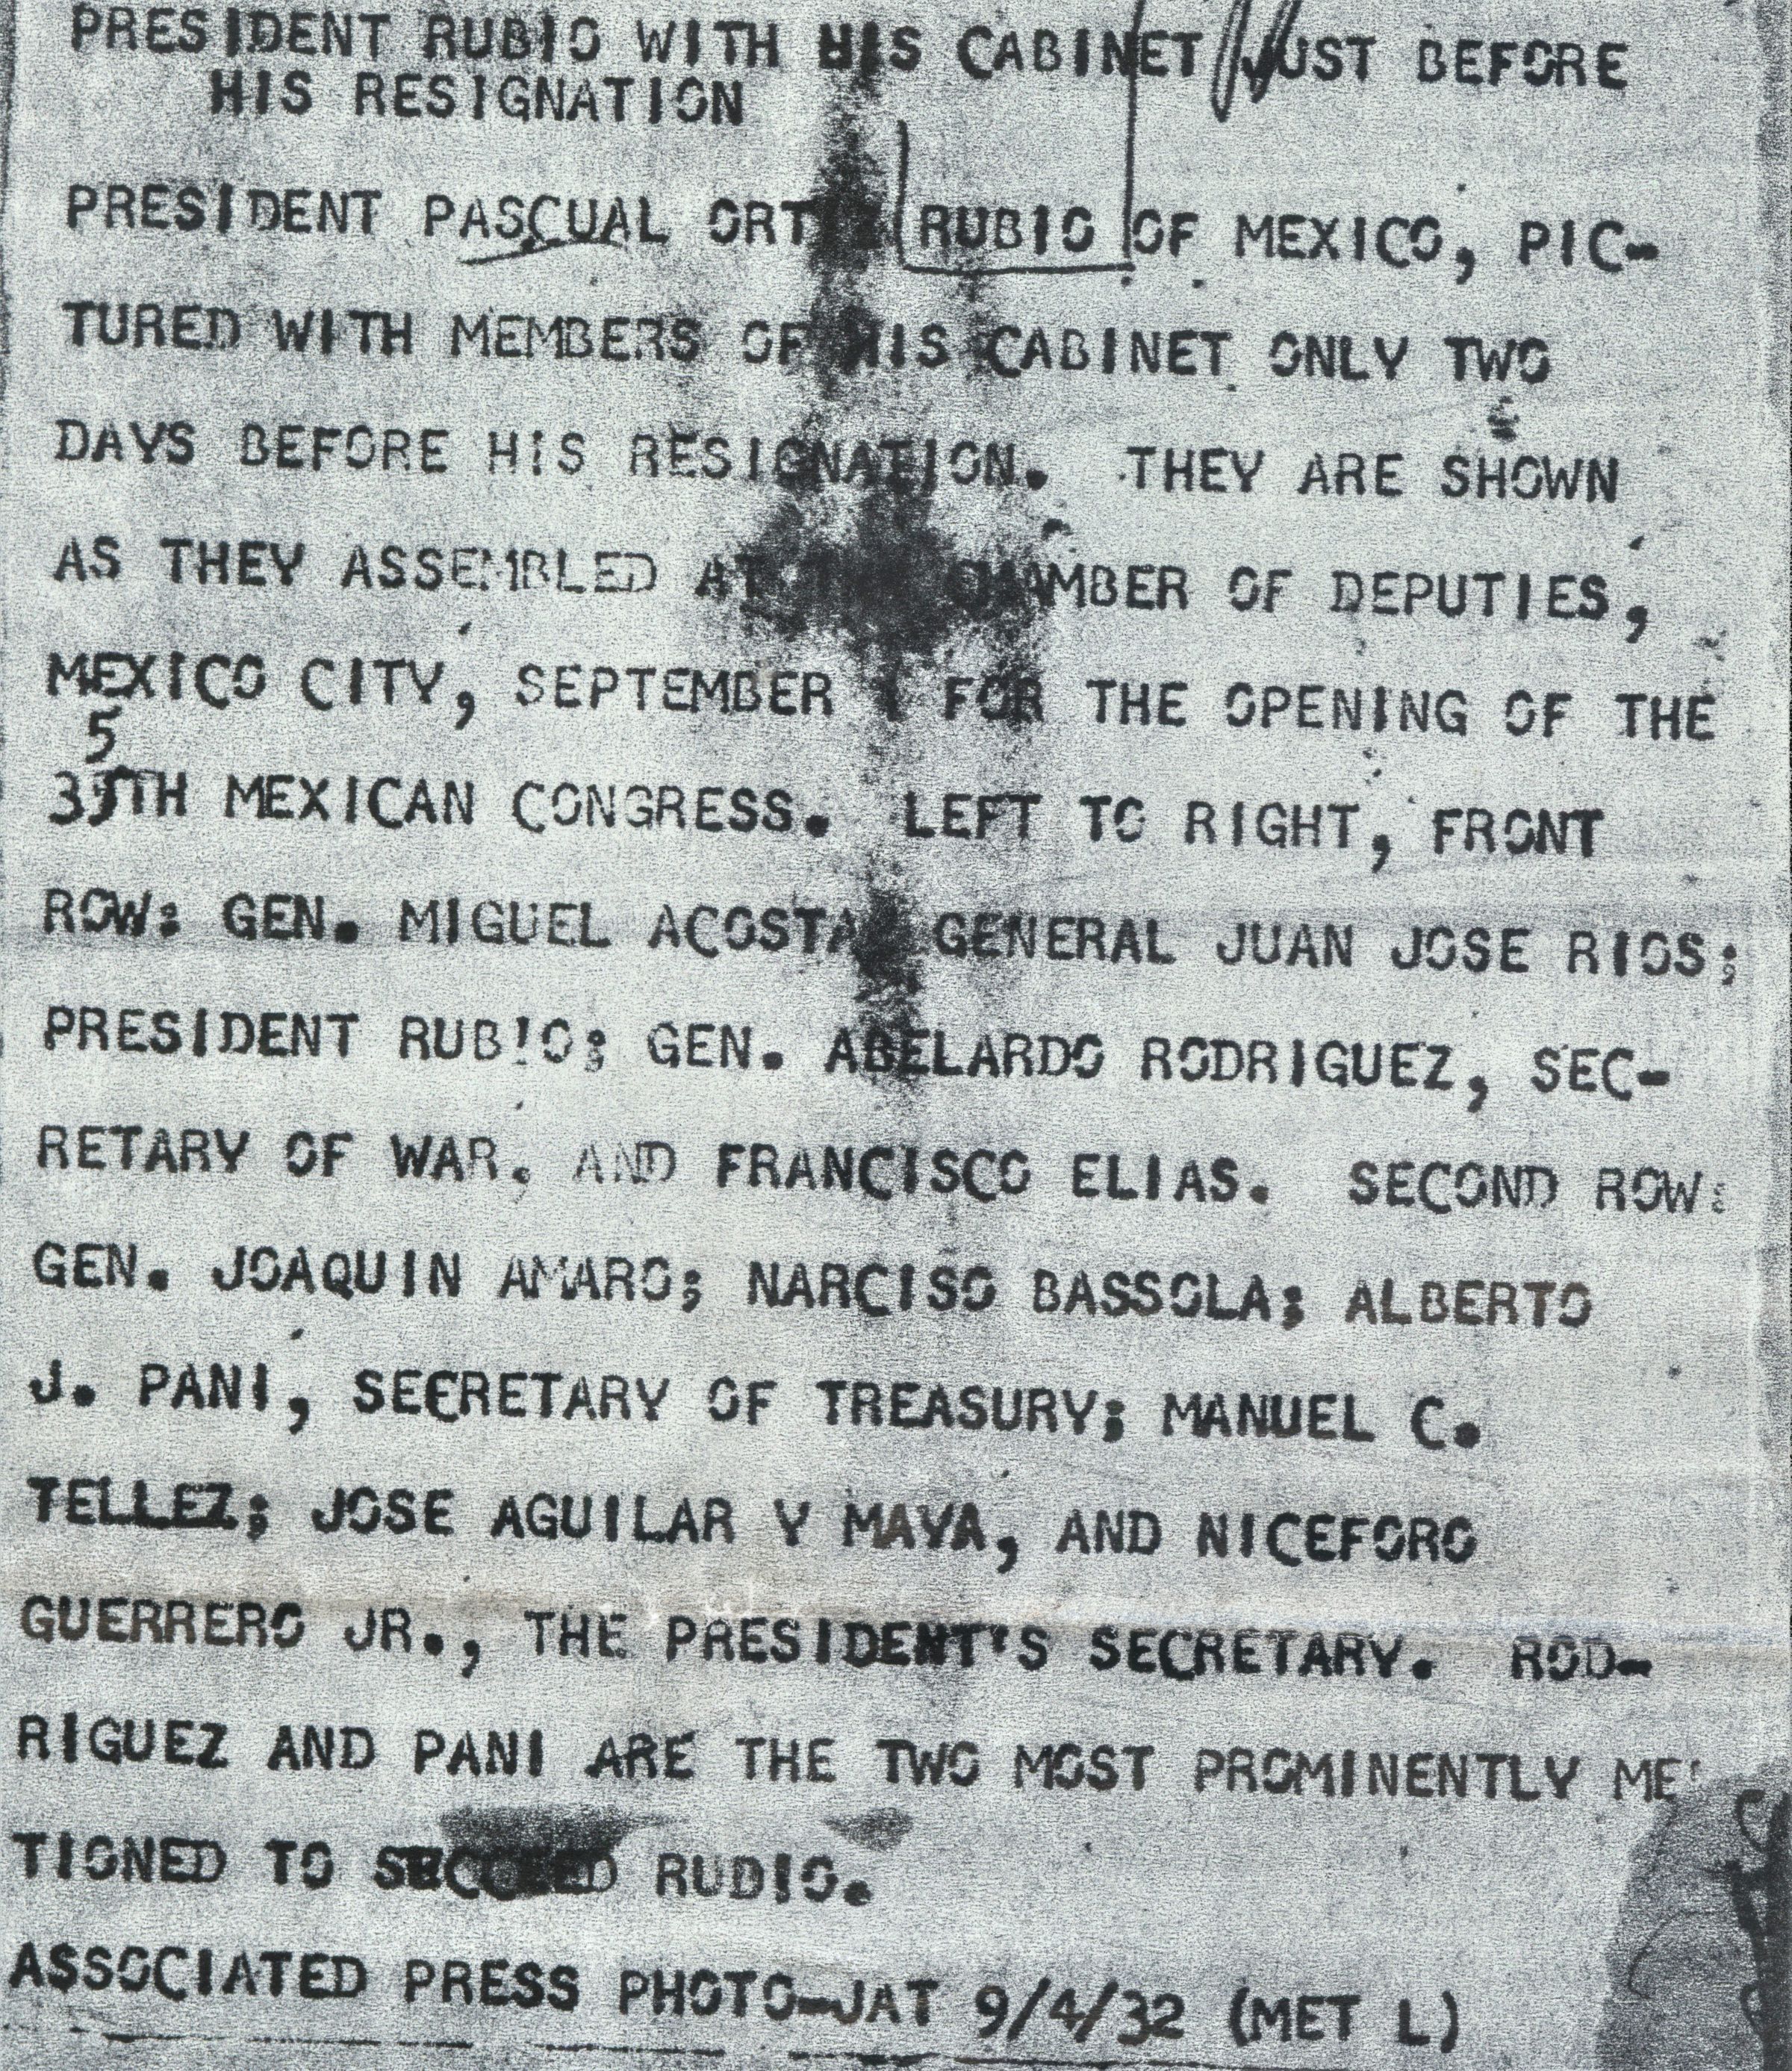 PRESIDENT RUBIO WITH HIS CABINET JUST BEFORE
HIS RESIGNATION
PRESIDENT PASCUAL RUBIO OF MEXICO, PIC-
TURED WITH MEMBERS OF HIS CABINET ONLY TWO
DAYS BEFORE HIS RESIGNATION. THEY ARE SHOWN
AS THEY ASSEMBLED AT CHAMBER OF DEPUTIES,
MEXICO CITY, SEPTEMBER 1 FOR THE OPENING OF THE
5
35TH MEXICAN CONGRESS. LEFT TO RIGHT, FRONT
ROW: GEN. MIGUEL ACOSTA GENERAL JUAN JOSE RIOS;
PRESIDENT RUBIO; GEN. ABELARDO RODRIGUEZ, SEC-
RETARY OF WAR, AND FRANCISCO ELIAS. SECOND ROW:
GEN. JOAQUIN AMARO; NARCISO BASSOLA; ALBERTO
J. PANI, SECRETARY OF TREASURY; MANUEL C.
TELLEZ; JOSE AGUILAR Y MAYA, AND NICEFORO
GUERRERO JR., THE PRESIDENT'S SECRETARY. ROD-
RIGUEZ AND PANI ARE THE TWO MOST PROMINENTLY MEN
TIONED TO SUCCEED RUDIO.
ASSOCIATED PRESS PHOTO-JAT 9/4/32 (MET L)